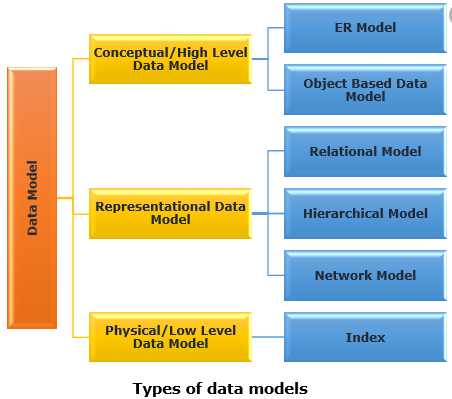 Data Model
Conceptual/High Level
Data Model
ER Model
Object Based Data
Model
Representational Data
Model
Relational Model
Hierarchical Model
Network Model
Physical/Low Level
Data Model
Index
Types of data models